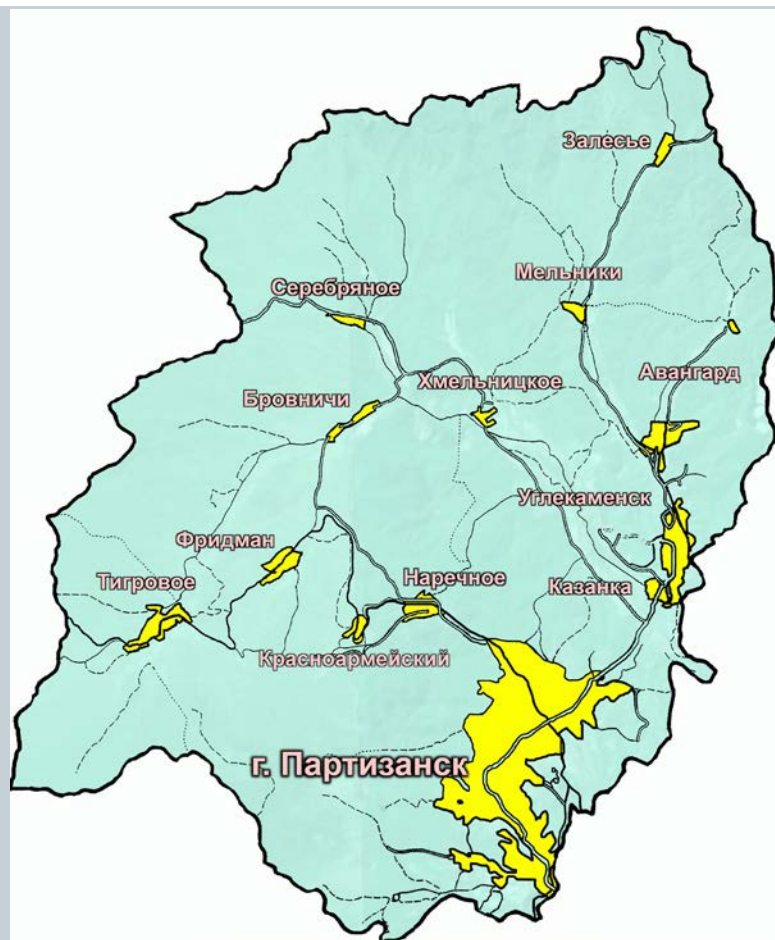 Залесье
Мельники
Серебряное
Авангард
Хмельницкое
Бровничи
Углекаменск
Фридман
Тигровое
Наречное
Казанка
Красноармейский
г. Партизанск